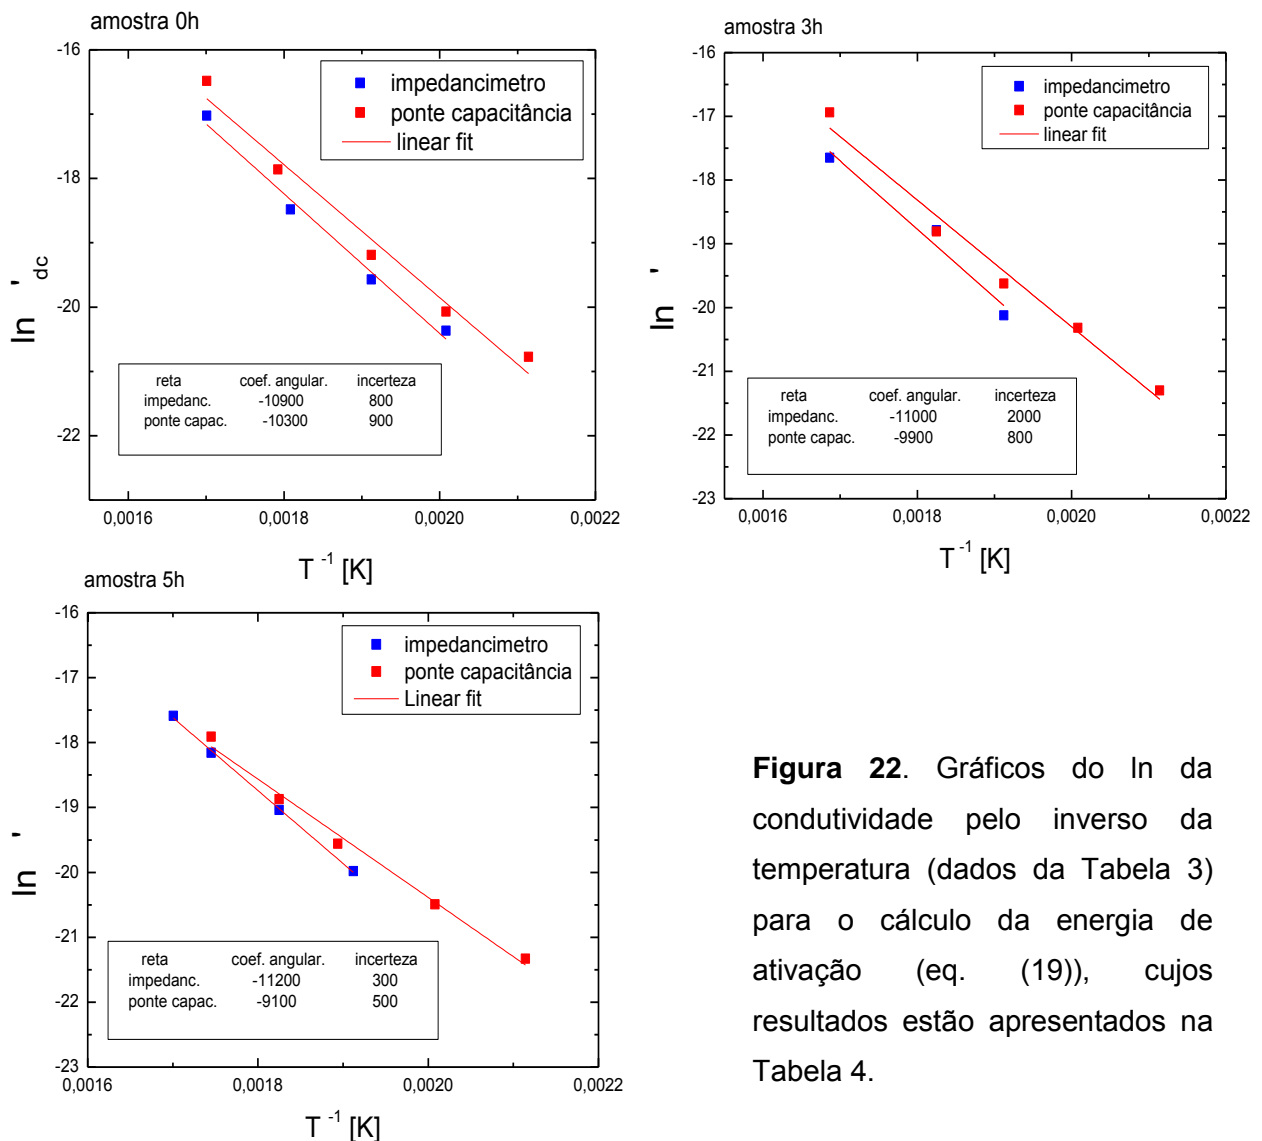 amostra 0h
-16
-18
-20
-22
ln ' dc
impedancimetro
ponte capacitância
linear fit
reta coef. angular. incerteza
impedanc. -10900 800
ponte capac. -10300 900
0,0016 0,0018 0,0020 0,0022
T -1 [K]
amostra 3h
-16
-17
-18
-19
-20
-21
-22
-23
ln '
impedancimetro
ponte capacitância
linear fit
reta coef. angular. incerteza
impedanc. -11000 2000
ponte capac. -9900 800
0,0016 0,0018 0,0020 0,0022
T -1 [K]
amostra 5h
-16
-17
-18
-19
-20
-21
-22
-23
ln '
impedancimetro
ponte capacitância
Linear fit
reta coef. angular. incerteza
impedanc. -11200 300
ponte capac. -9100 500
0,0016 0,0018 0,0020 0,0022
T -1 [K]
Figura 22. Gráficos do ln da
condutividade pelo inverso da
temperatura (dados da Tabela 3)
para o cálculo da energia de
ativação (eq. (19)), cujos
resultados estão apresentados na
Tabela 4.